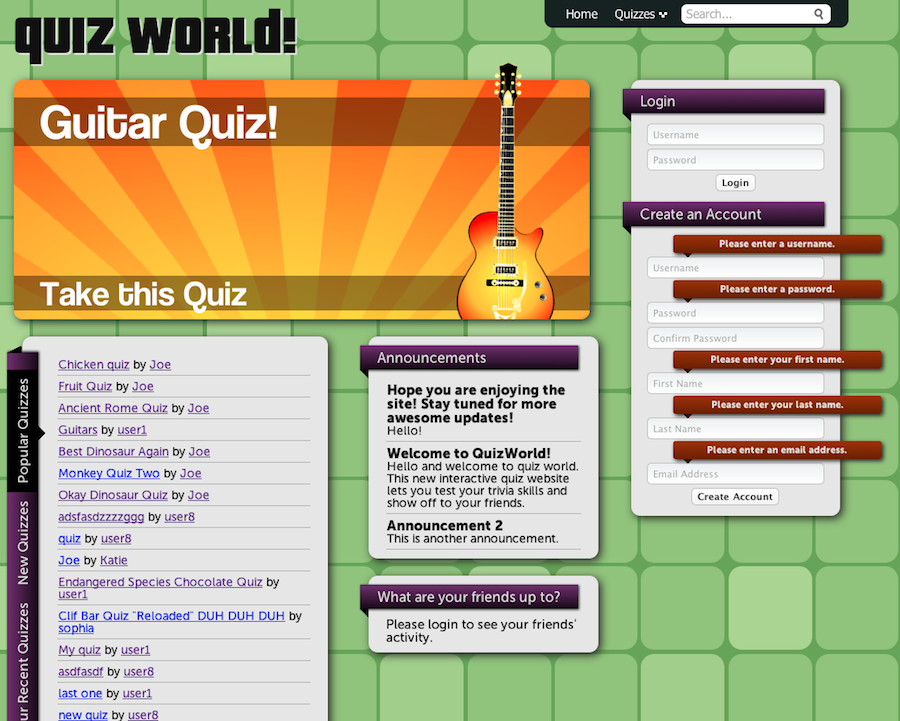 quiz world!
Home Quizzes Search...
Guitar Quiz!
Take this Quiz
Login
Username
Password
Login
Create an Account
Please enter a username.
Username
Please enter a password.
Password
Confirm Password
Please enter your first name.
First Name
Please enter your last name.
Last Name
Please enter an email address.
Email Address
Create Account
Popular Quizzes
New Quizzes
ur Recent Quizzes
Chicken quiz by Joe
Fruit Quiz by Joe
Ancient Rome Quiz by Joe
Guitars by user1
Best Dinosaur Again by Joe
Monkey Quiz Two by Joe
Okay Dinosaur Quiz by Joe
adsfasdzzzzggg by user8
quiz by user8
Joe by Katie
Endangered Species Chocolate Quiz by
user1
Clif Bar Quiz "Reloaded" DUH DUH DUH by
sophia
My quiz by user1
asdfasdf by user8
last one by user1
new quiz by user8
Announcements
Hope you are enjoying the
site! Stay tuned for more
awesome updates!
Hello!
Welcome to QuizWorld!
Hello and welcome to quiz world.
This new interactive quiz website
lets you test your trivia skills and
show off to your friends.
Announcement 2
This is another announcement.
What are your friends up to?
Please login to see your friends'
activity.